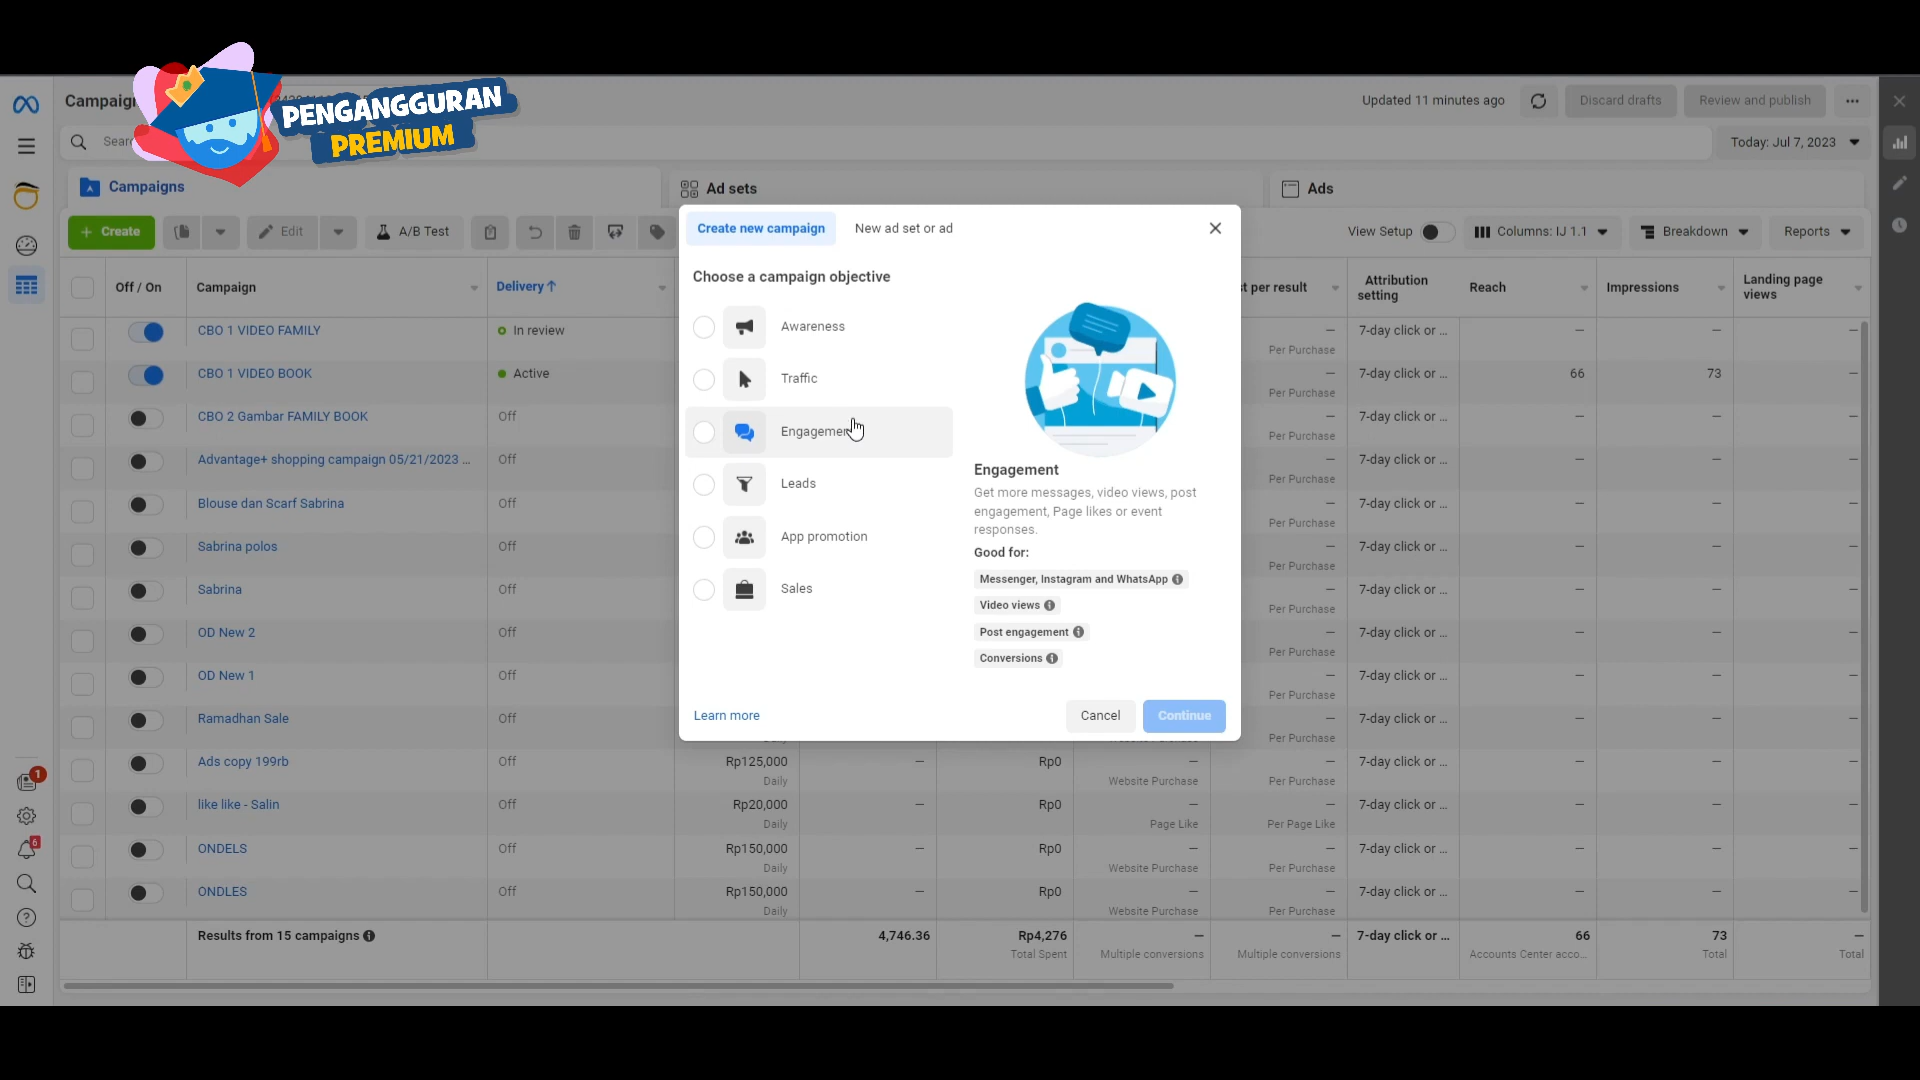 PENGANGGURAN
PREMIUM
Updated 11 minutes ago
Discard drafts
Review and publish
Today: Jul 7, 2023
Campaigns
Ad sets
Ads
+ Create
Edit
A/B Test
View Setup
Columns: IJ 1.1
Breakdown
Reports
Off / On
Campaign
Delivery ↑
Attribution
setting
Reach
Impressions
Landing page
views
CBO 1 VIDEO FAMILY
In review
—
Per Purchase
7-day click or ...
—
—
—
CBO 1 VIDEO BOOK
Active
—
Per Purchase
7-day click or ...
66
73
—
CBO 2 Gambar FAMILY BOOK
Off
—
Per Purchase
7-day click or ...
—
—
—
Advantage+ shopping campaign 05/21/2023 ...
Off
—
Per Purchase
7-day click or ...
—
—
—
Blouse dan Scarf Sabrina
Off
—
Per Purchase
7-day click or ...
—
—
—
Sabrina polos
Off
—
Per Purchase
7-day click or ...
—
—
—
Sabrina
Off
—
Per Purchase
7-day click or ...
—
—
—
OD New 2
Off
—
Per Purchase
7-day click or ...
—
—
—
OD New 1
Off
—
Per Purchase
7-day click or ...
—
—
—
Ramadhan Sale
Off
—
Per Purchase
7-day click or ...
—
—
—
Ads copy 199rb
Off
Rp125,000
Daily
—
Rp0
—
Website Purchase
—
Per Purchase
7-day click or ...
—
—
—
like like - Salin
Off
Rp20,000
Daily
—
Rp0
—
Page Like
—
Per Page Like
7-day click or ...
—
—
—
ONDELS
Off
Rp150,000
Daily
—
Rp0
—
Website Purchase
—
Per Purchase
7-day click or ...
—
—
—
ONDLES
Off
Rp150,000
Daily
—
Rp0
—
Website Purchase
—
Per Purchase
7-day click or ...
—
—
—
Results from 15 campaigns
4,746.36
Rp4,276
Total Spent
—
Multiple conversions
—
Multiple conversions
7-day click or ...
66
Accounts Center acco...
73
Total
—
Total
1
6
Create new campaign
New ad set or ad
Choose a campaign objective
Awareness
Traffic
Engagement
Leads
App promotion
Sales
Engagement
Get more messages, video views, post
engagement, Page likes or event
responses.
Good for:
Messenger, Instagram and WhatsApp
Video views
Post engagement
Conversions
Learn more
Cancel
Continue